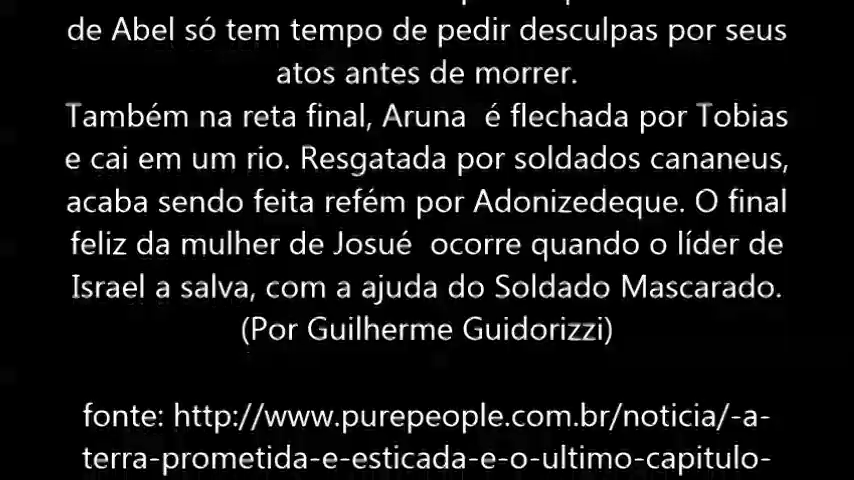 de Abel só tem tempo de pedir desculpas por seus
atos antes de morrer.
Também na reta final, Aruna é flechada por Tobias
e cai em um rio. Resgatada por soldados cananeus,
acaba sendo feita refém por Adonizedeque. O final
feliz da mulher de Josué ocorre quando o líder de
Israel a salva, com a ajuda do Soldado Mascarado.
(Por Guilherme Guidorizzi)
fonte: http://www.purepeople.com.br/noticia/-a-
terra-prometida-e-esticada-e-o-ultimo-capitulo-